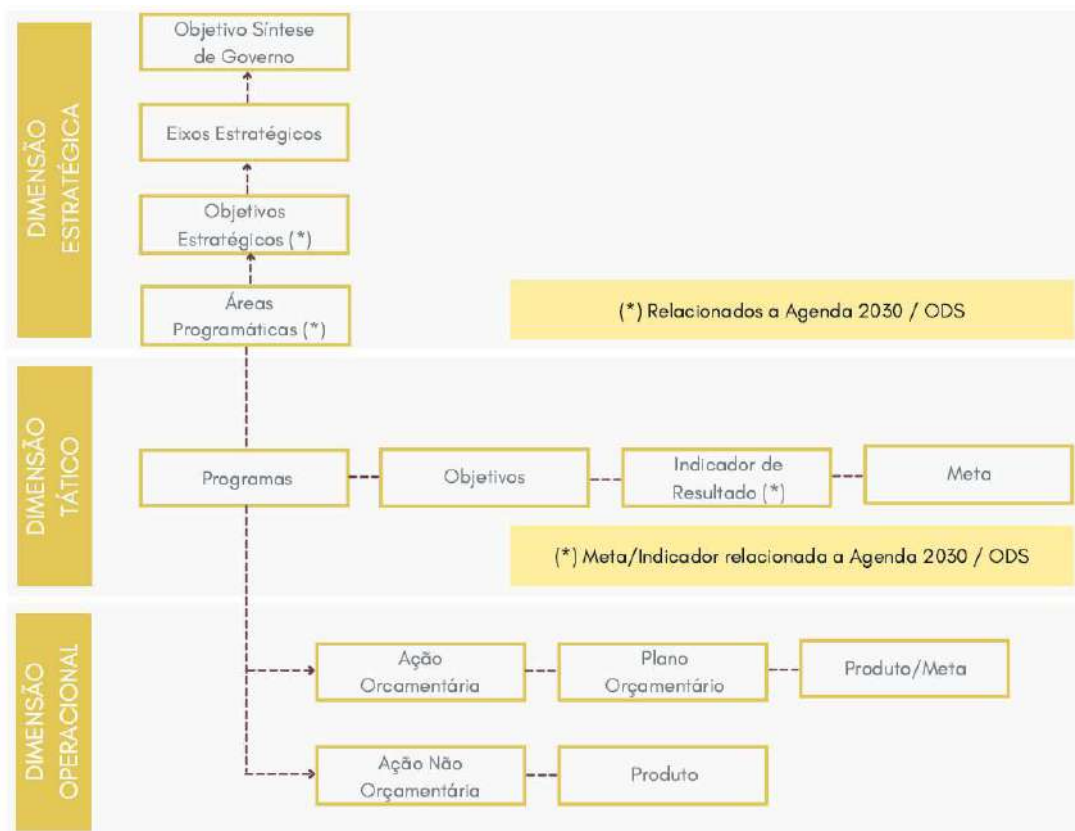 DIMENSÃO
ESTRATÉGICA
Objetivo Síntese
de Governo
Eixos Estratégicos
Objetivos
Estratégicos (*)
Áreas
Programáticas (*)
(*) Relacionados a Agenda 2030 / ODS
DIMENSÃO
TÁTICO
Programas
Objetivos
Indicador de
Resultado (*)
Meta
(*) Meta/Indicador relacionada a Agenda 2030 / ODS
DIMENSÃO
OPERACIONAL
Ação
Orcamentária
Plano
Orçamentário
Produto/Meta
Ação Não
Orçamentária
Produto